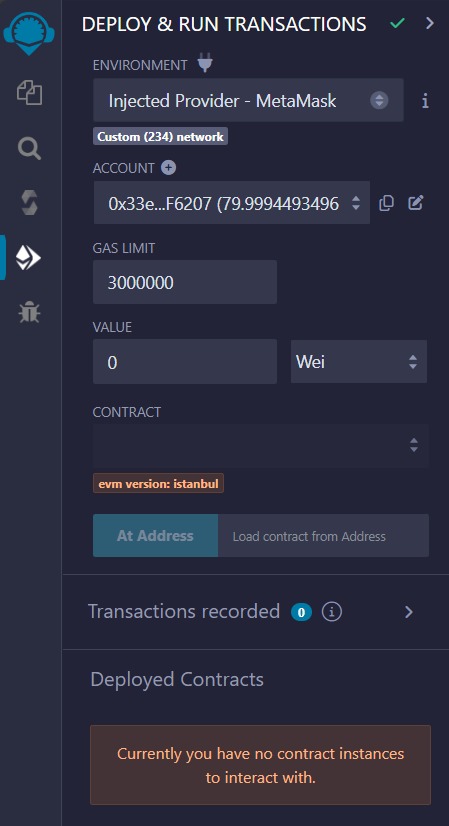 DEPLOY & RUN TRANSACTIONS
ENVIRONMENT
Injected Provider - MetaMask
Custom (234) network
ACCOUNT
0x33e...F6207 (79.9994493496
GAS LIMIT
3000000
VALUE
0
Wei
CONTRACT
evm version: istanbul
At Address
Load contract from Address
Transactions recorded 0
Deployed Contracts
Currently you have no contract instances
to interact with.